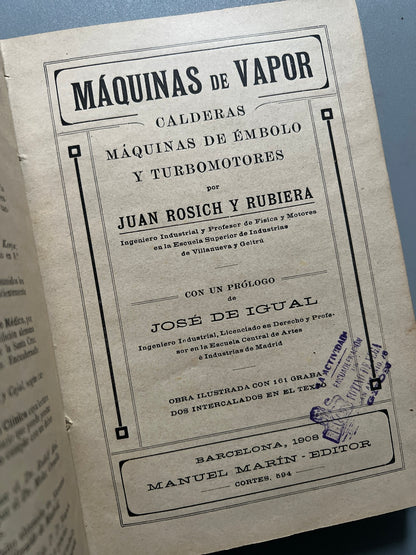 MÁQUINAS DE VAPOR
CALDERAS
MÁQUINAS DE ÉMBOLO
Y TURBOMOTORES
por
JUAN ROSICH Y RUBIERA
Ingeniero Industrial y Profesor de Física y Motores
en la Escuela Superior de Industrias
de Villanueva y Geltrú
CON UN PRÓLOGO
de
JOSÉ DE IGUAL
Ingeniero Industrial, Licenciado en Derecho y Profe-
sor en la Escuela Central de Artes
é Industrias de Madrid
OBRA ILUSTRADA CON 161 GRABA-
DOS INTERCALADOS EN EL TEXTO
BARCELONA, 1908
MANUEL MARÍN - EDITOR
CORTES, 594